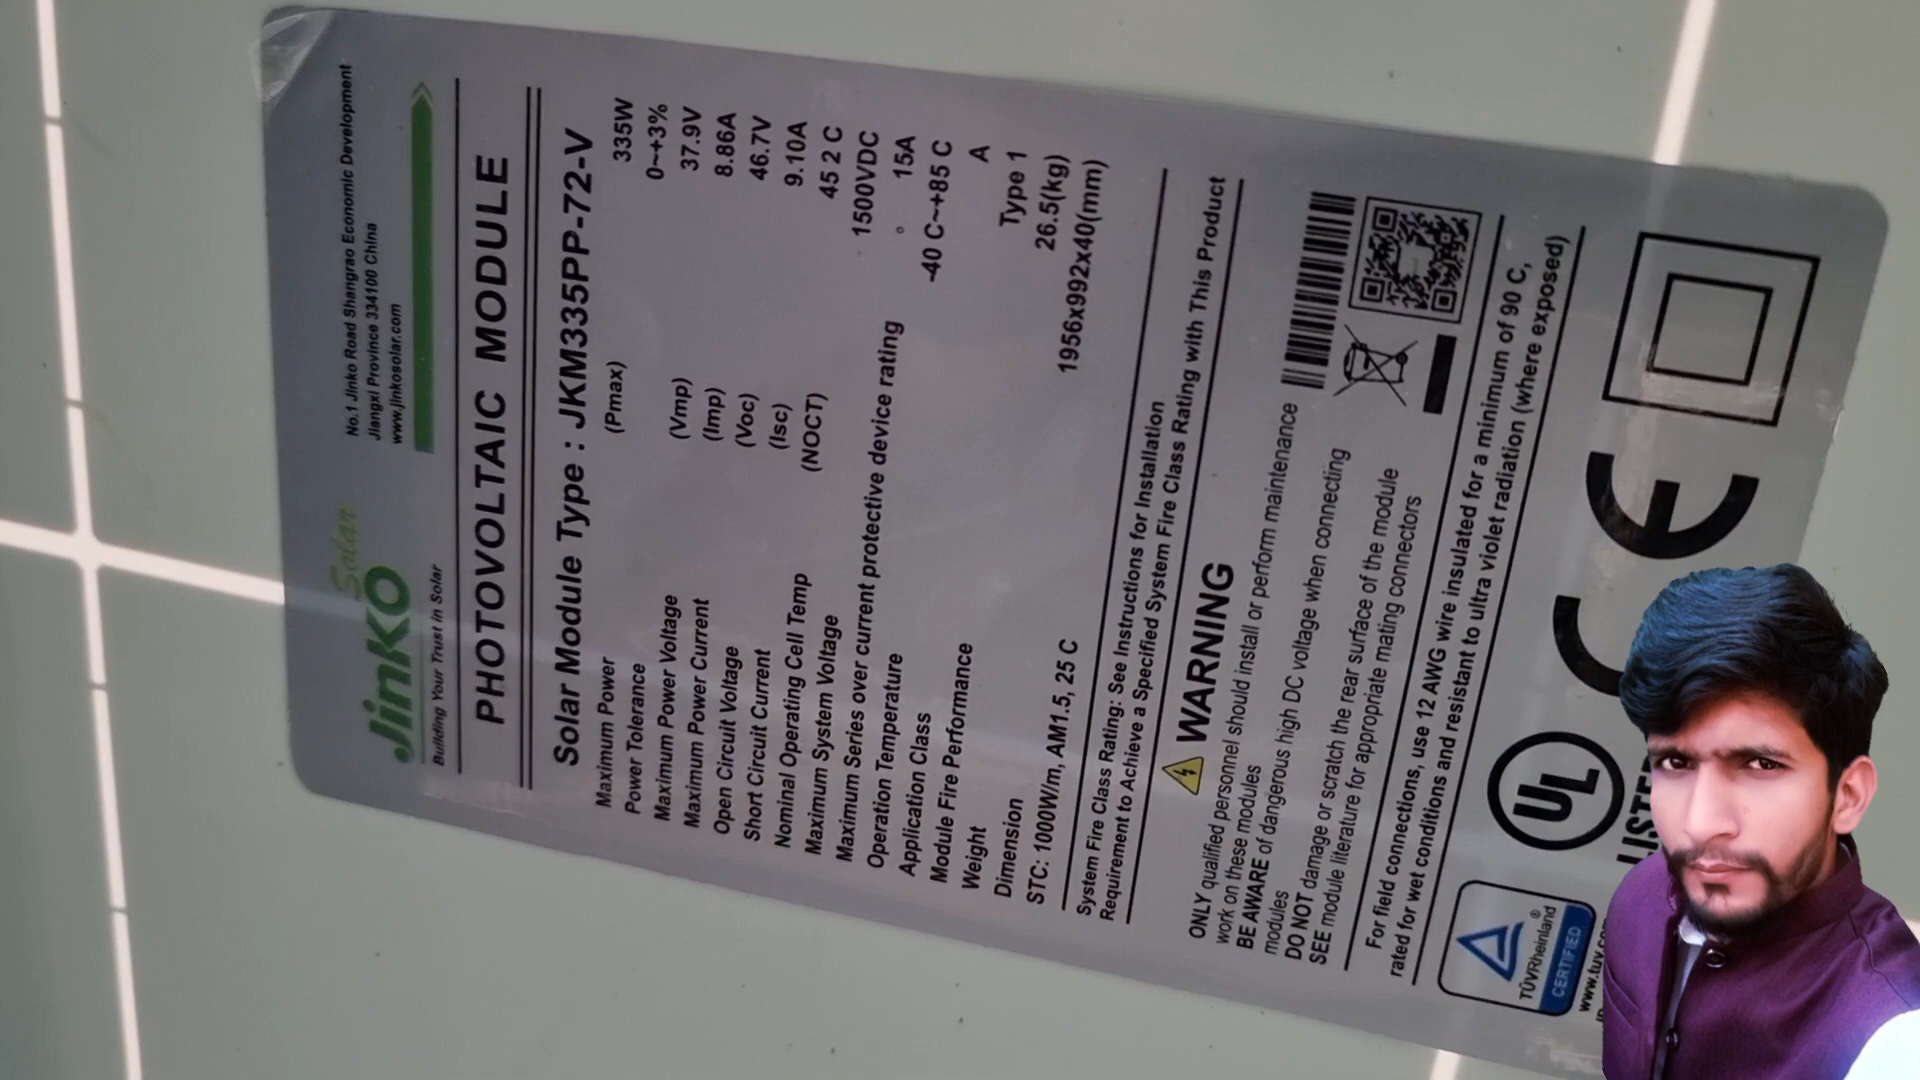 Jinko Solar
Building Your Trust in Solar
No.1 Jinko Road Shangrao Economic Development
Jiangxi Province 334100 China
www.jinkosolar.com
PHOTOVOLTAIC MODULE
Solar Module Type : JKM335PP-72-V
Maximum Power (Pmax) 335W
Power Tolerance 0~+3%
Maximum Power Voltage (Vmp) 37.9V
Maximum Power Current (Imp) 8.86A
Open Circuit Voltage (Voc) 46.7V
Short Circuit Current (Isc) 9.10A
Nominal Operating Cell Temp (NOCT) 45 2 C
Maximum System Voltage 1500VDC
Maximum Series over current protective device rating 15A
Operation Temperature -40 C~+85 C
Application Class A
Module Fire Performance Type 1
Weight 26.5(kg)
Dimension 1956x992x40(mm)
STC: 1000W/m, AM1.5, 25 C
System Fire Class Rating: See Instructions for Installation
Requirement to Achieve a Specified System Fire Class Rating with This Product
WARNING
ONLY qualified personnel should install or perform maintenance
work on these modules
BE AWARE of dangerous high DC voltage when connecting
modules
DO NOT damage or scratch the rear surface of the module
SEE module literature for appropriate mating connectors
For field connections, use 12 AWG wire insulated for a minimum of 90 C,
rated for wet conditions and resistant to ultra violet radiation (where exposed)
TÜVRheinland®
CERTIFIED
www.tuv.co
UL
LISTE
CE